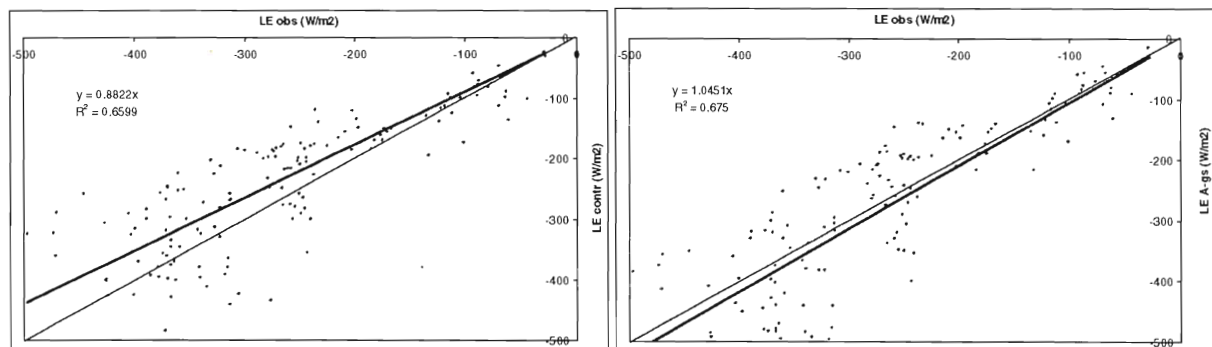 LE obs (W/m2)
-500 -400 -300 -200 -100 0
y = 0.8822x
R² = 0.6599
-100
-200
-300
-400
-500
LE contr (W/m2)
LE obs (W/m2)
-500 -400 -300 -200 -100 0
0
y = 1.0451x
R² = 0.675
-100
-200
-300
-400
-500
LE A-gs (W/m2)